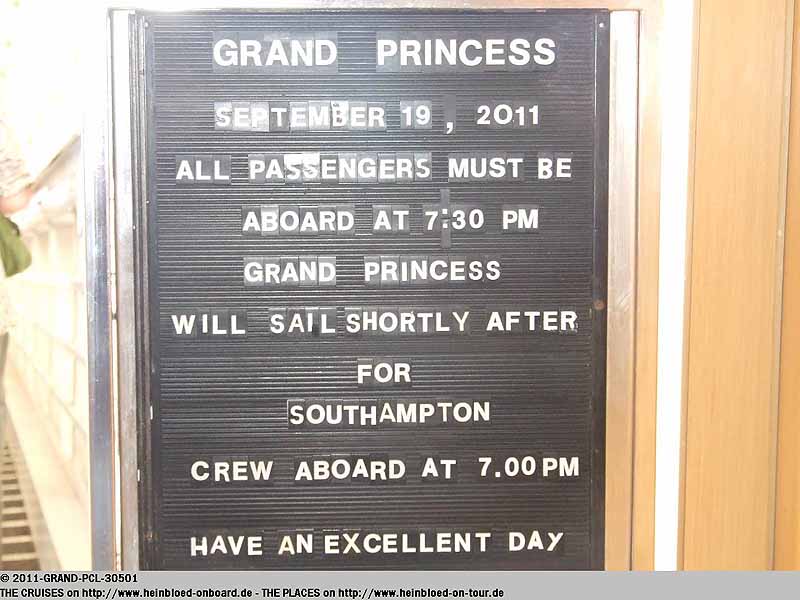 GRAND PRINCESS
SEPTEMBER 19, 2011
ALL PASSENGERS MUST BE
ABOARD AT 7:30 PM
GRAND PRINCESS
WILL SAIL SHORTLY AFTER
FOR
SOUTHAMPTON
CREW ABOARD AT 7.00 PM
HAVE AN EXCELLENT DAY
© 2011-GRAND-PCL-30501
THE CRUISES on http://www.heinbloed-onboard.de - THE PLACES on http://www.heinbloed-on-tour.de